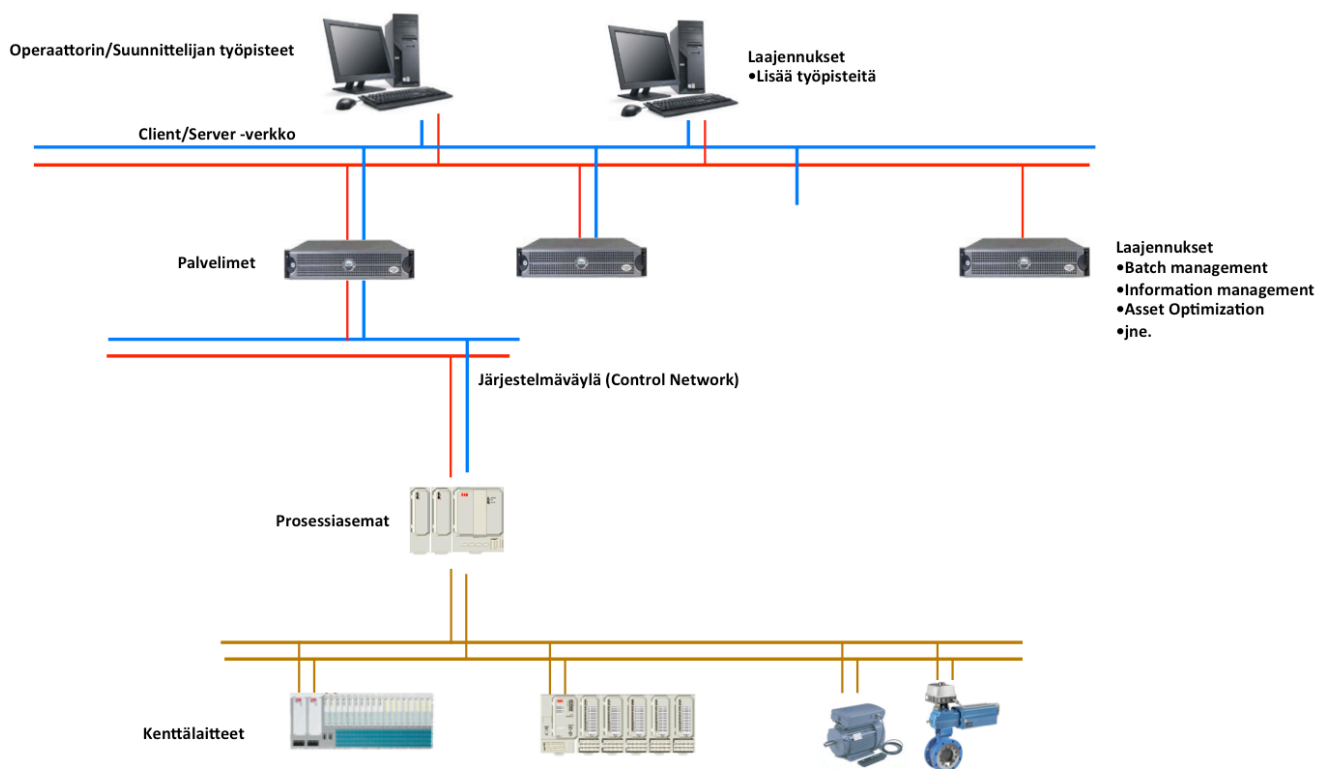 Operaattorin/Suunnittelijan työpisteet
Laajennukset
•Lisää työpisteitä
Client/Server -verkko
Palvelimet
Laajennukset
•Batch management
•Information management
•Asset Optimization
•jne.
Järjestelmäväylä (Control Network)
Prosessiasemat
Kenttälaitteet